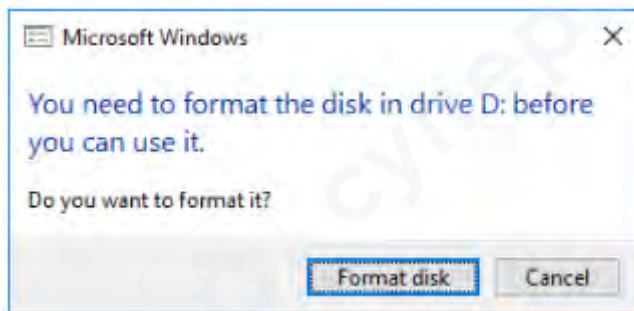 Microsoft Windows
You need to format the disk in drive D: before
you can use it.
Do you want to format it?
Format disk
Cancel